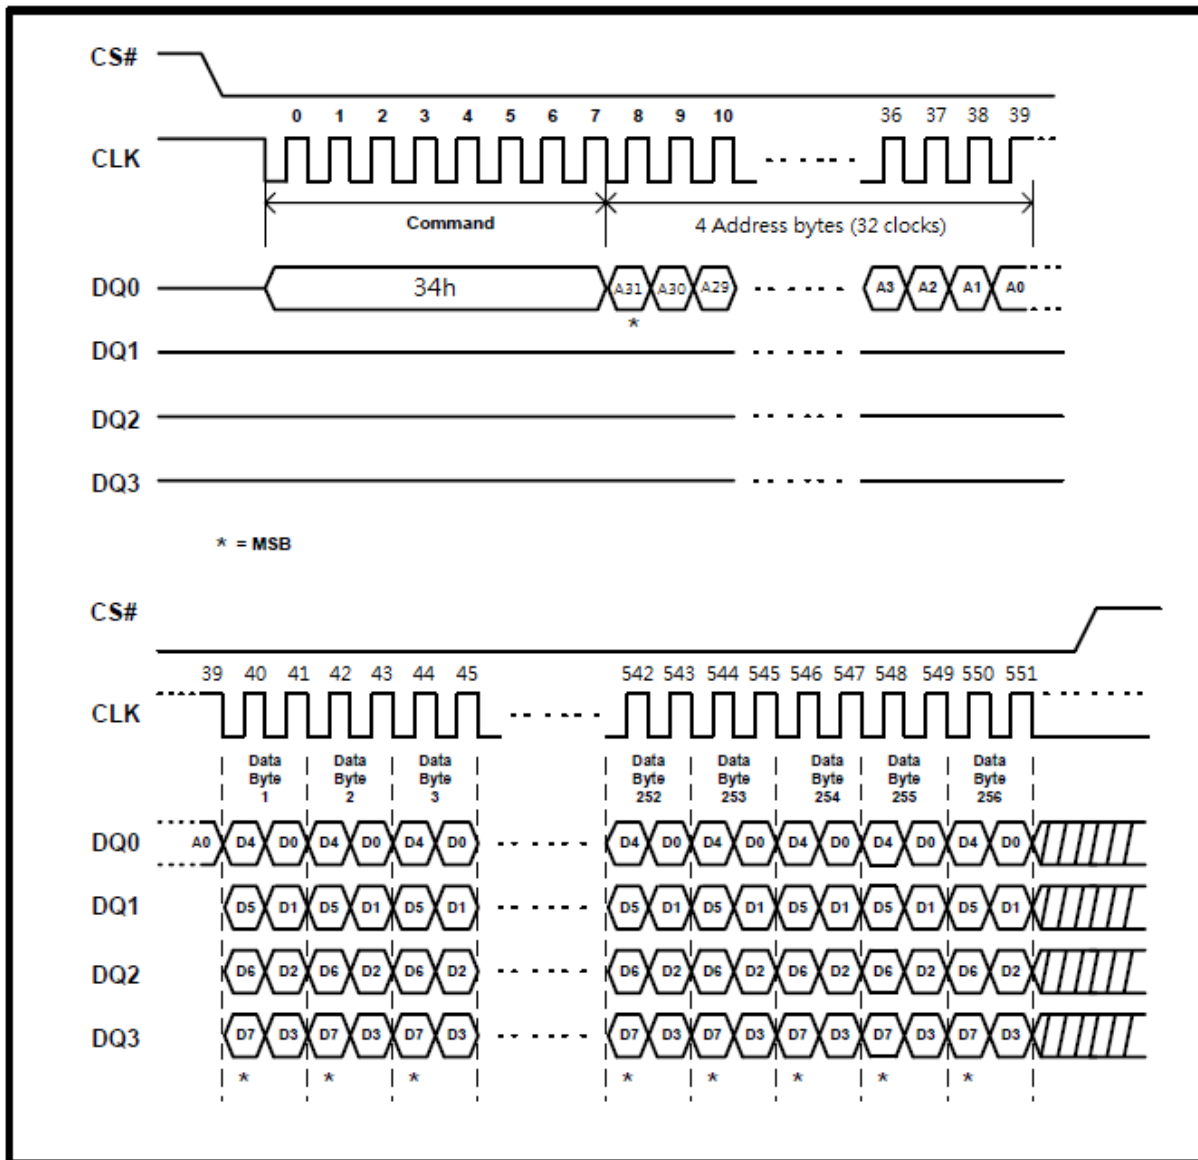 CS#
0 1 2 3 4 5 6 7 8 9 10 36 37 38 39
CLK
Command 4 Address bytes (32 clocks)
DQ0 34h A31 A30 A29 A3 A2 A1 A0
*
DQ1
DQ2
DQ3
* = MSB
CS#
39 40 41 42 43 44 45 542 543 544 545 546 547 548 549 550 551
CLK
Data Data Data Data Data Data Data Data
Byte Byte Byte Byte Byte Byte Byte Byte
1 2 3 252 253 254 255 256
DQ0 A0 D4 D0 D4 D0 D4 D0 D4 D0 D4 D0 D4 D0 D4 D0 D4 D0
DQ1 D5 D1 D5 D1 D5 D1 D5 D1 D5 D1 D5 D1 D5 D1 D5 D1
DQ2 D6 D2 D6 D2 D6 D2 D6 D2 D6 D2 D6 D2 D6 D2 D6 D2
DQ3 D7 D3 D7 D3 D7 D3 D7 D3 D7 D3 D7 D3 D7 D3 D7 D3
* * * * * * * *